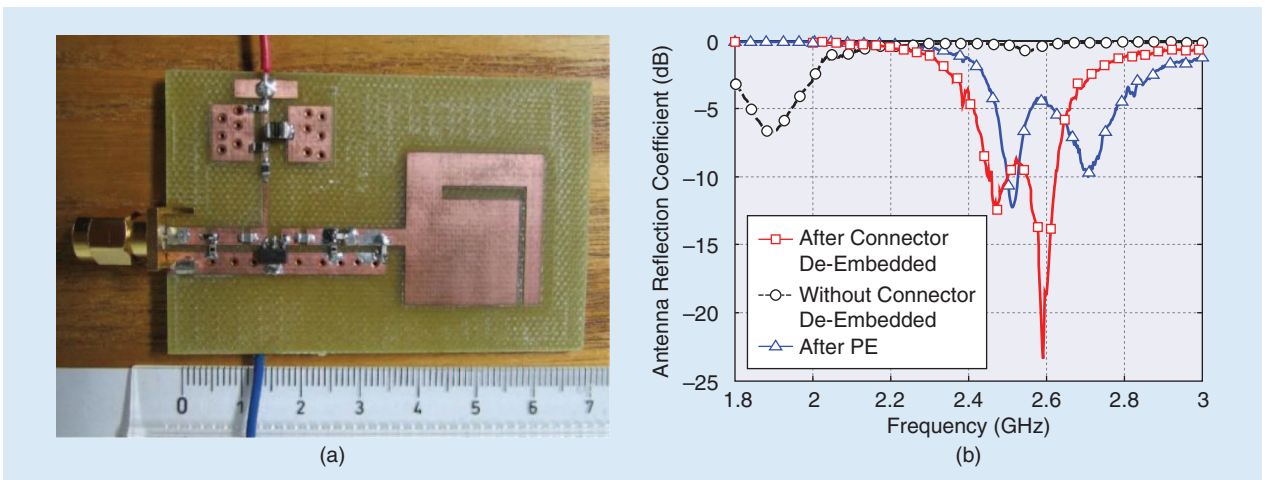 0 1 2 3 4 5 6 7
(a)
Antenna Reflection Coefficient (dB)
0
−5
−10
−15
−20
−25
After Connector
De-Embedded
Without Connector
De-Embedded
After PE
1.8 2 2.2 2.4 2.6 2.8 3
Frequency (GHz)
(b)